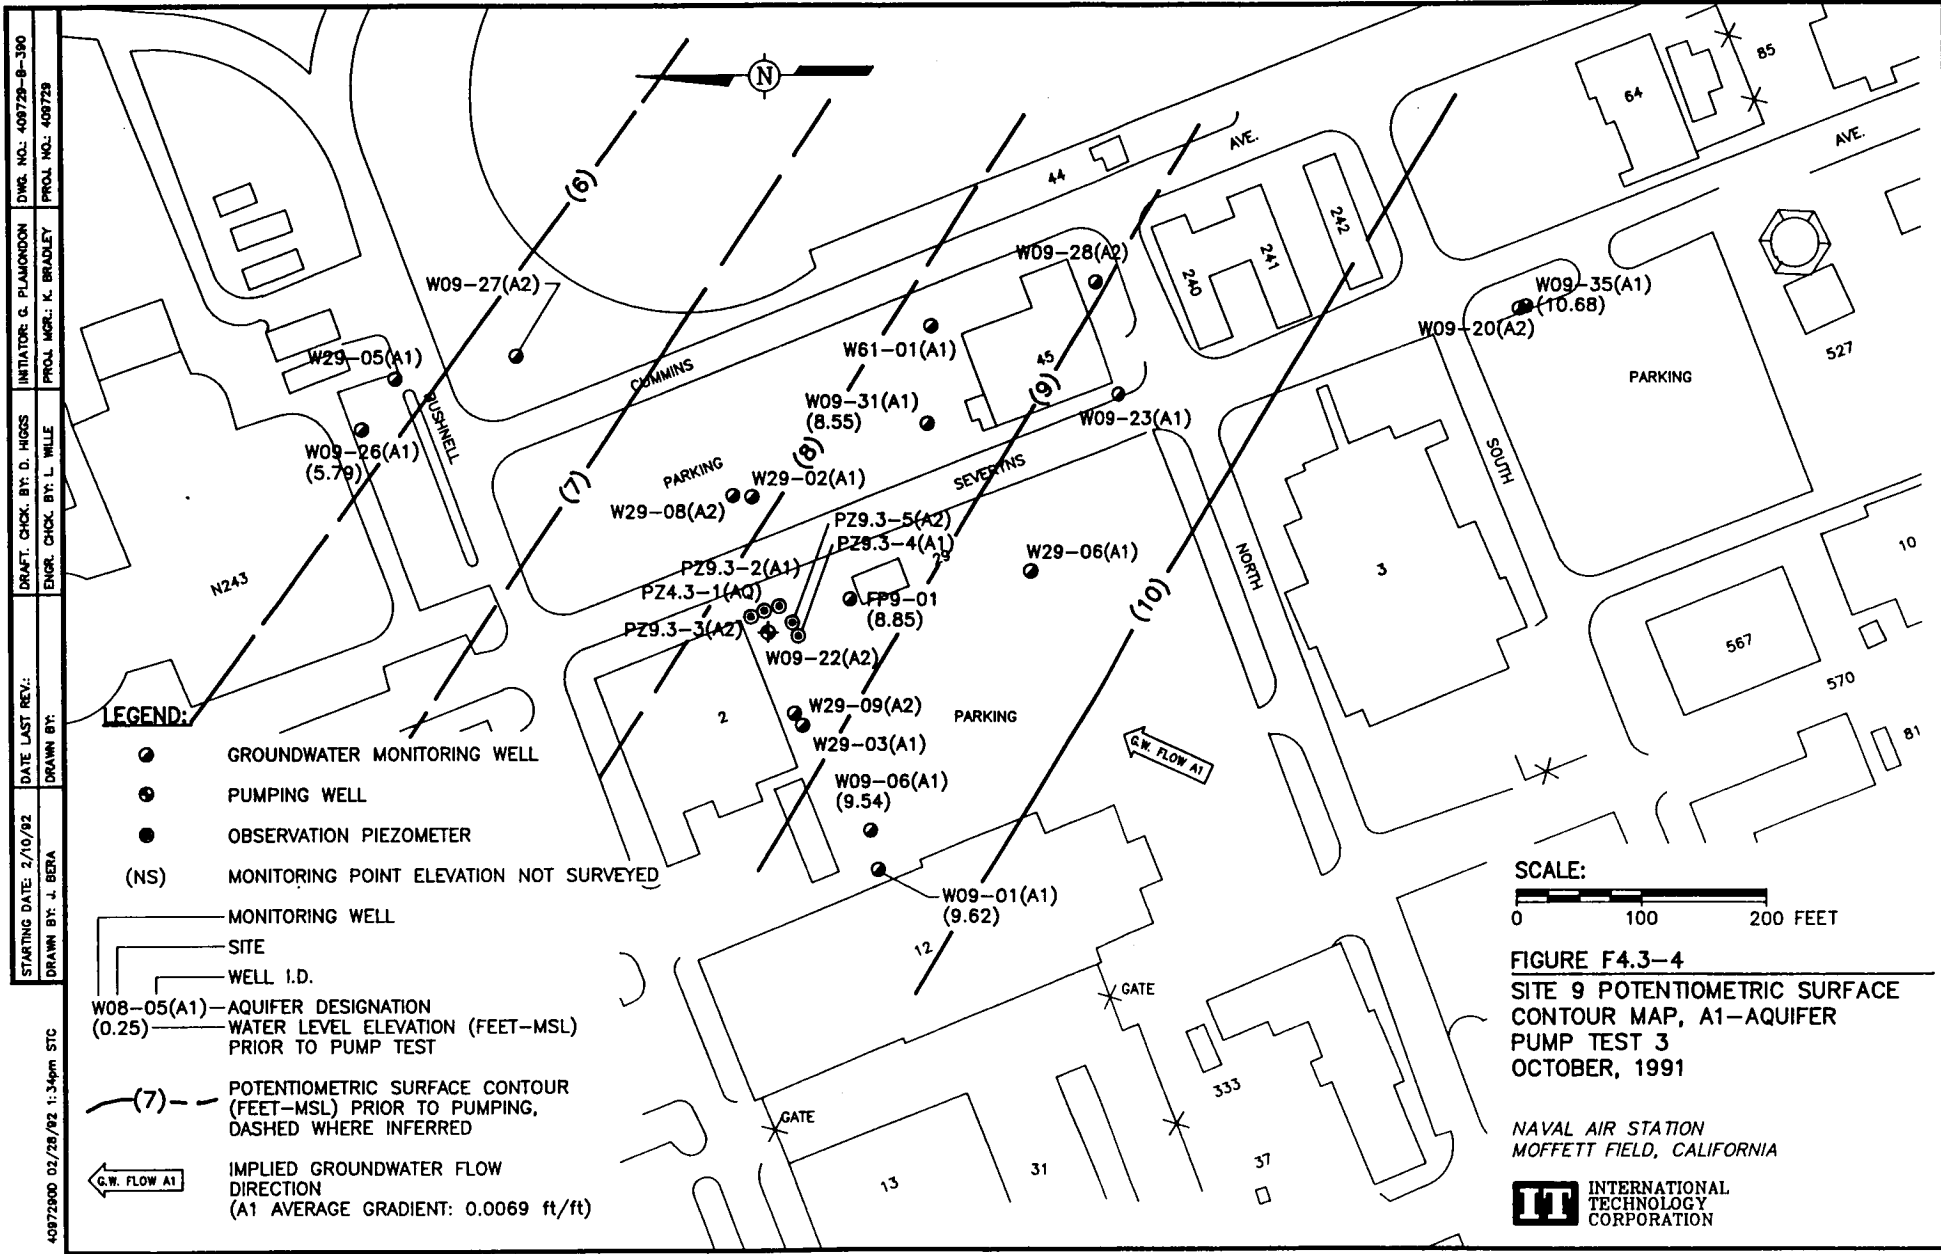 STARTING DATE: 2/10/92
DATE LAST REV.:
DRAFT. CHCK. BY: D. HIGGS
INITIATOR: G. PLAMONDON
DWG. NO.: 409729-B-390
DRAWN BY: J. BERA
DRAWN BY:
ENGR. CHCK. BY: L. WILLE
PROJ. MGR.: K. BRADLEY
PROJ. NO.: 409729
40972900 02/28/92 1:34pm STC
N
(6)
(7)
(8)
(9)
(10)
44
AVE.
64
85
AVE.
242
241
240
W09-28(A2)
W09-27(A2)
W09-35(A1)
(10.68)
W09-20(A2)
527
PARKING
W61-01(A1)
45
W29-05(A1)
CUMMINS
W09-31(A1)
(8.55)
W09-23(A1)
BUSHNELL
W09-26(A1)
(5.79)
PARKING
W29-02(A1)
W29-08(A2)
SEVERYNS
SOUTH
PZ9.3-5(A2)
PZ9.3-4(A1)
29
W29-06(A1)
NORTH
3
10
PZ9.3-2(A1)
PZ4.3-1(AQ)
PZ9.3-3(A2)
FP9-01
(8.85)
W09-22(A2)
N243
567
570
81
2
W29-09(A2)
W29-03(A1)
PARKING
G.W. FLOW A1
W09-06(A1)
(9.54)
W09-01(A1)
(9.62)
12
GATE
GATE
333
13
31
37
LEGEND:
GROUNDWATER MONITORING WELL
PUMPING WELL
OBSERVATION PIEZOMETER
(NS) MONITORING POINT ELEVATION NOT SURVEYED
MONITORING WELL
SITE
WELL I.D.
W08-05(A1) AQUIFER DESIGNATION
(0.25) WATER LEVEL ELEVATION (FEET-MSL)
PRIOR TO PUMP TEST
(7) POTENTIOMETRIC SURFACE CONTOUR
(FEET-MSL) PRIOR TO PUMPING,
DASHED WHERE INFERRED
G.W. FLOW A1 IMPLIED GROUNDWATER FLOW
DIRECTION
(A1 AVERAGE GRADIENT: 0.0069 ft/ft)
SCALE:
0 100 200 FEET
FIGURE F4.3-4
SITE 9 POTENTIOMETRIC SURFACE
CONTOUR MAP, A1-AQUIFER
PUMP TEST 3
OCTOBER, 1991
NAVAL AIR STATION
MOFFETT FIELD, CALIFORNIA
IT INTERNATIONAL
TECHNOLOGY
CORPORATION